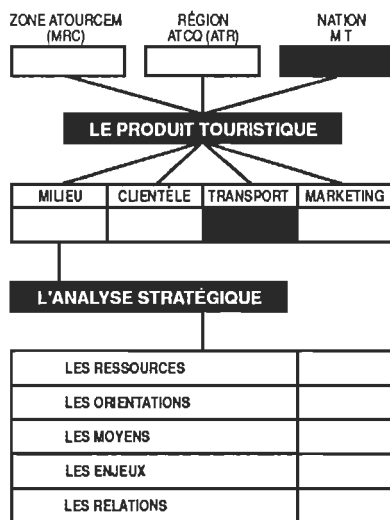 ZONE ATOURCEM RÉGION NATION
(MRC) ATCQ (ATR) M T
LE PRODUIT TOURISTIQUE
MILIEU CLIENTÈLE TRANSPORT MARKETING
L'ANALYSE STRATÉGIQUE
LES RESSOURCES
LES ORIENTATIONS
LES MOYENS
LES ENJEUX
LES RELATIONS